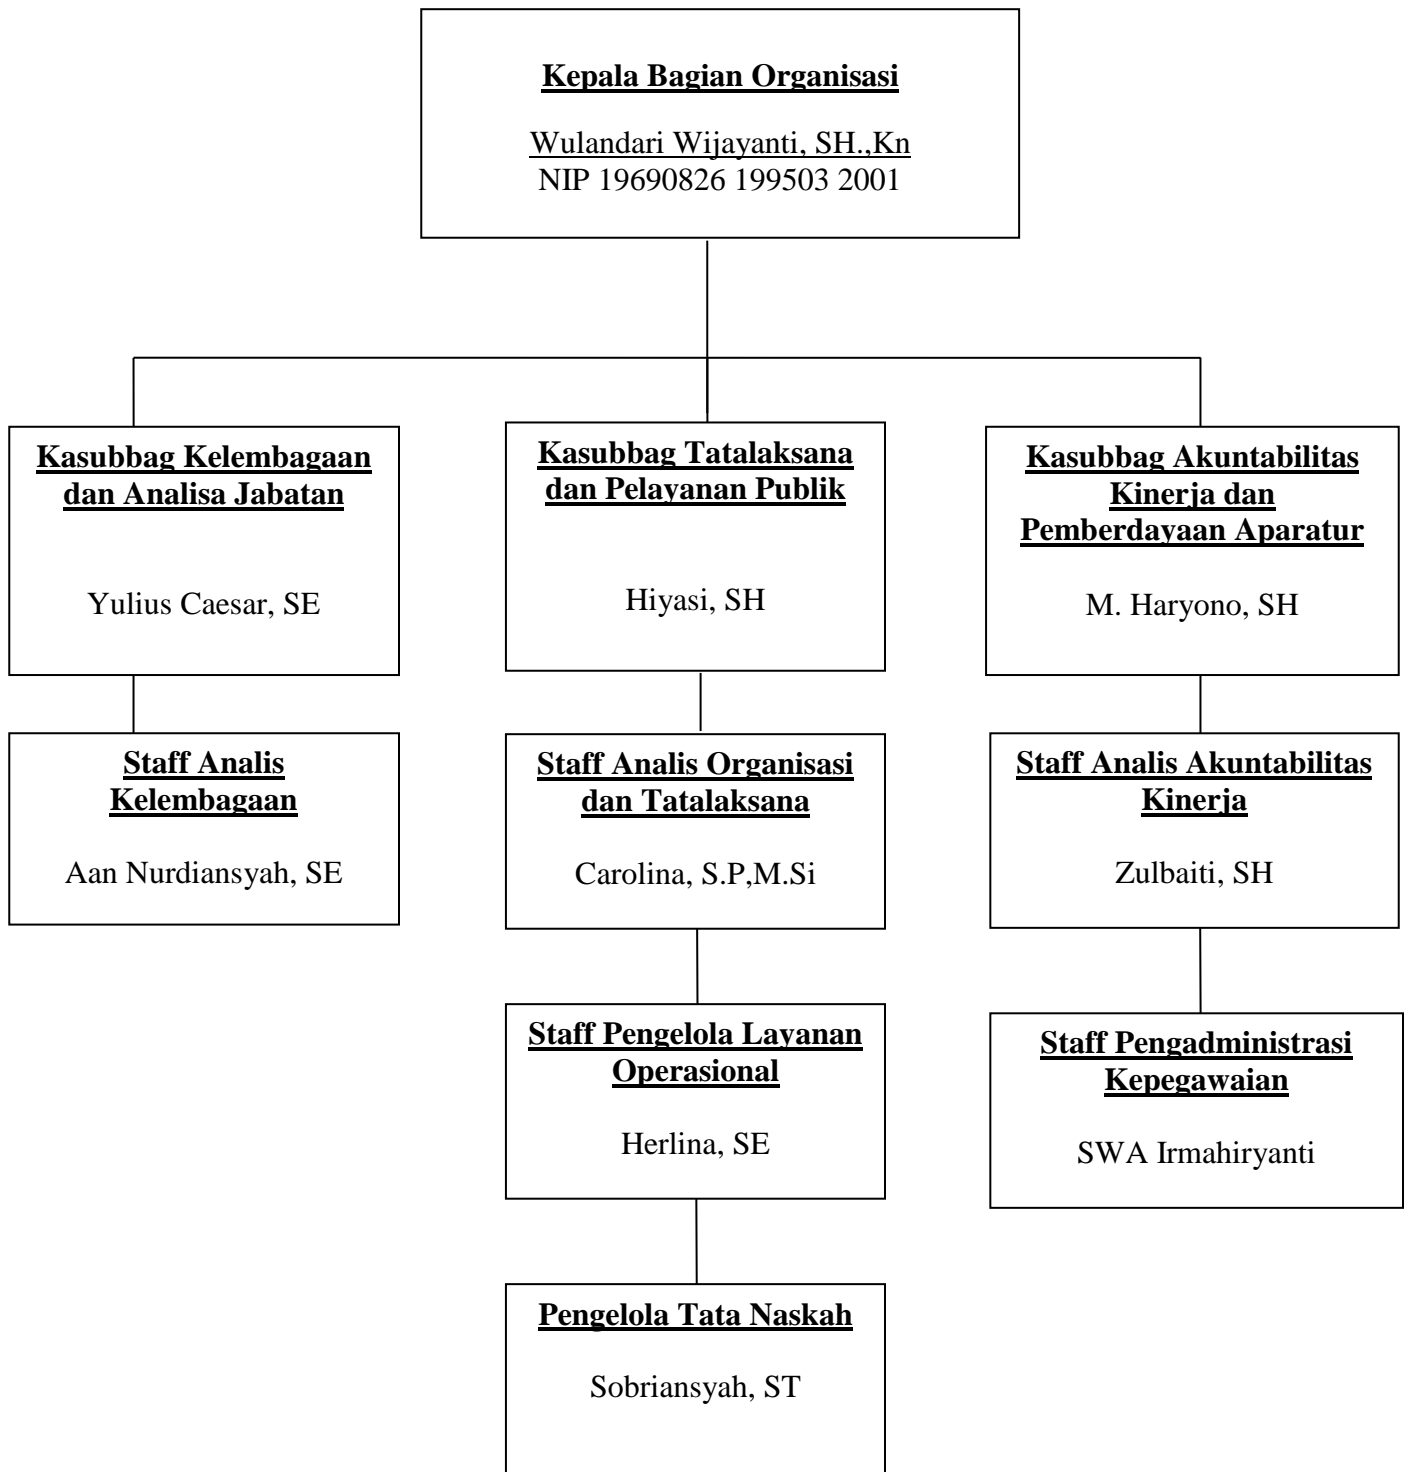 Kepala Bagian Organisasi
Wulandari Wijayanti, SH.,Kn
NIP 19690826 199503 2001
Kasubbag Kelembagaan
dan Analisa Jabatan
Yulius Caesar, SE
Kasubbag Tatalaksana
dan Pelayanan Publik
Hiyasi, SH
Kasubbag Akuntabilitas
Kinerja dan
Pemberdayaan Aparatur
M. Haryono, SH
Staff Analis
Kelembagaan
Aan Nurdiansyah, SE
Staff Analis Organisasi
dan Tatalaksana
Carolina, S.P,M.Si
Staff Analis Akuntabilitas
Kinerja
Zulbaiti, SH
Staff Pengelola Layanan
Operasional
Herlina, SE
Staff Pengadministrasi
Kepegawaian
SWA Irmahiryanti
Pengelola Tata Naskah
Sobriansyah, ST